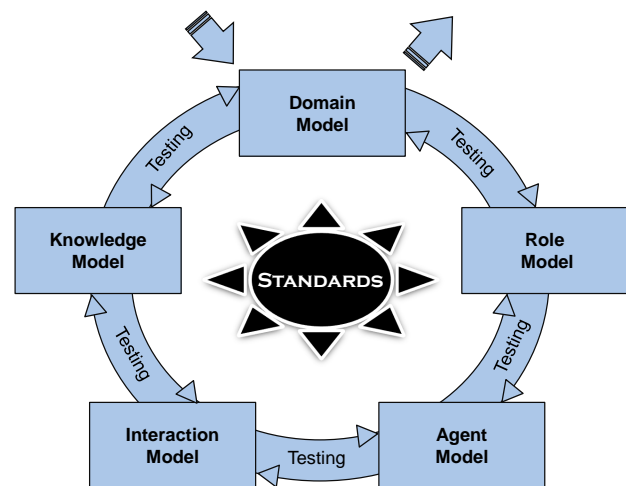 Domain
Model
Testing
Testing
Knowledge
Model
STANDARDS
Role
Model
Testing
Testing
Interaction
Model
Testing
Agent
Model